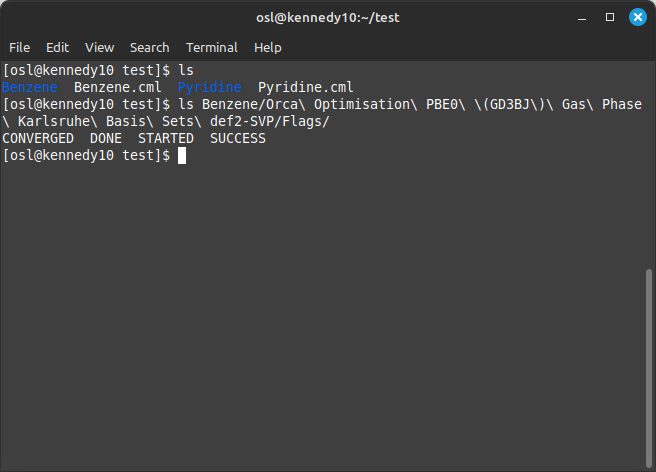 osl@kennedy10:~/test
File Edit View Search Terminal Help
[osl@kennedy10 test]$ ls
Benzene  Benzene.cml  Pyridine  Pyridine.cml
[osl@kennedy10 test]$ ls Benzene/Orca\ Optimisation\ PBE0\ \(GD3BJ\)\ Gas\ Phase
\ Karlsruhe\ Basis\ Sets\ def2-SVP/Flags/
CONVERGED  DONE  STARTED  SUCCESS
[osl@kennedy10 test]$